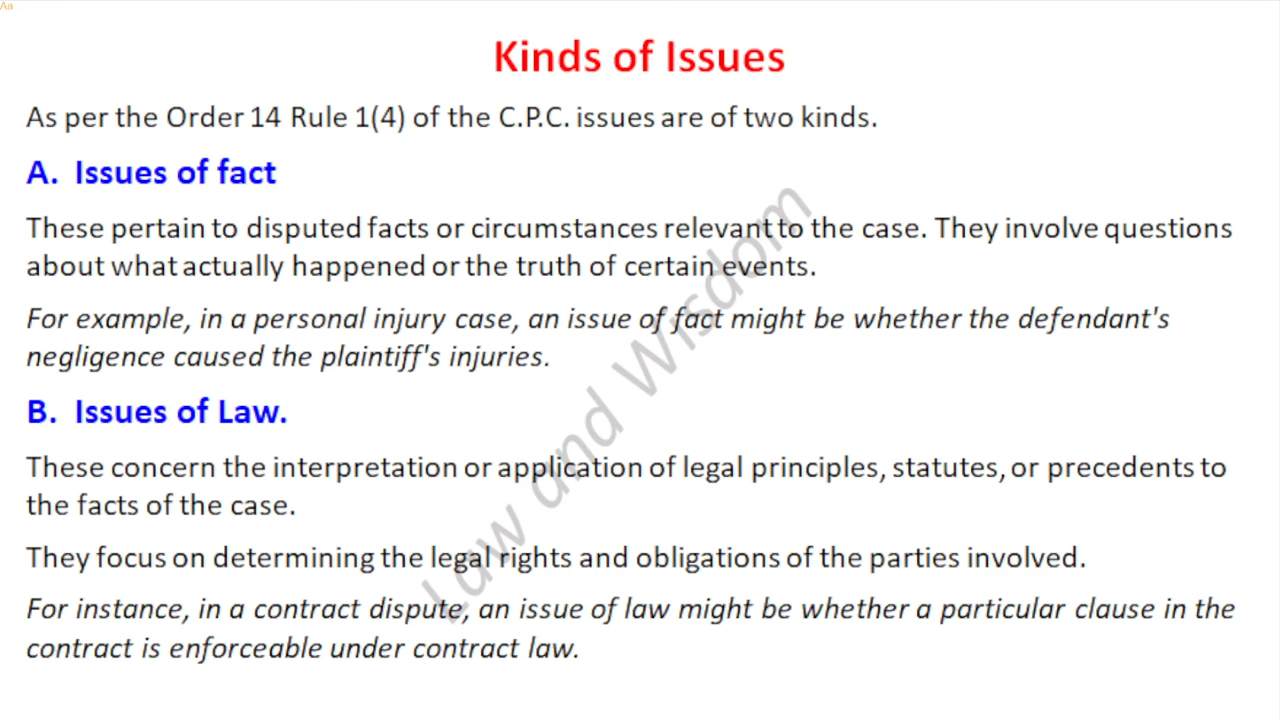 Aa
Kinds of Issues
As per the Order 14 Rule 1(4) of the C.P.C. issues are of two kinds.
A. Issues of fact
These pertain to disputed facts or circumstances relevant to the case. They involve questions
about what actually happened or the truth of certain events.
For example, in a personal injury case, an issue of fact might be whether the defendant's
negligence caused the plaintiff's injuries.
B. Issues of Law.
These concern the interpretation or application of legal principles, statutes, or precedents to
the facts of the case.
They focus on determining the legal rights and obligations of the parties involved.
For instance, in a contract dispute, an issue of law might be whether a particular clause in the
contract is enforceable under contract law.
Law and Wisdom